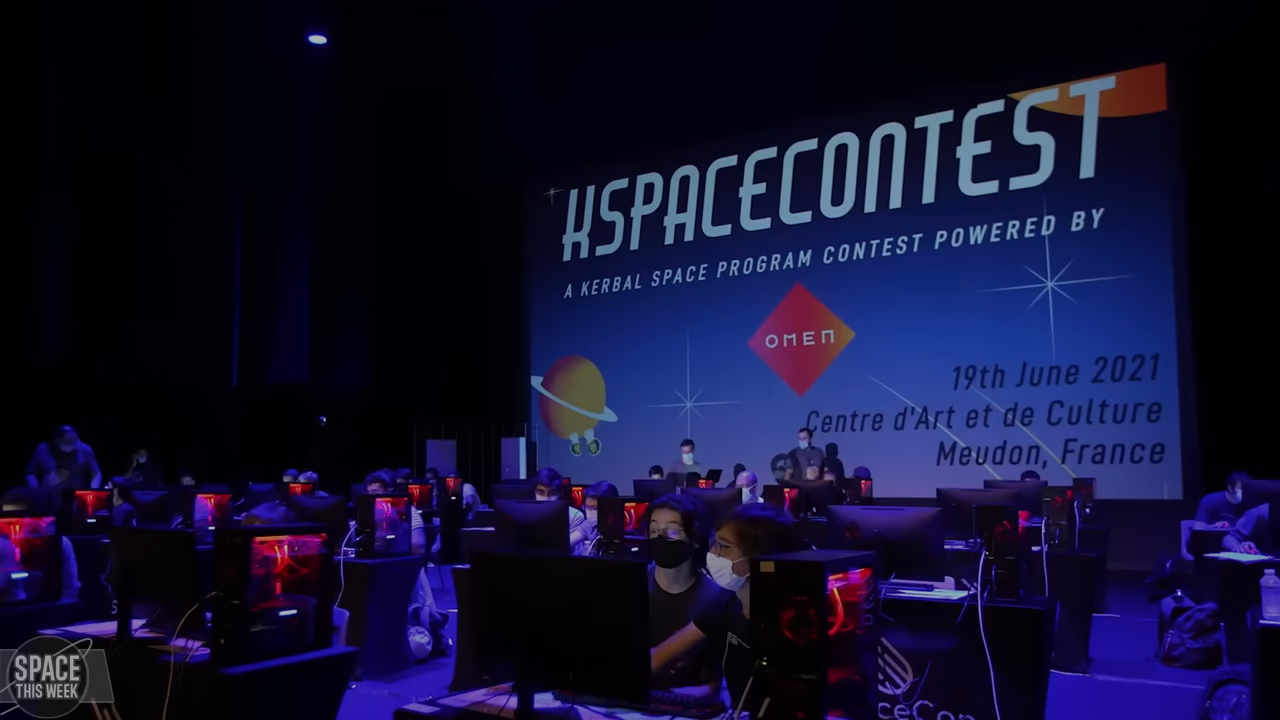 KSPACECONTEST
A KERBAL SPACE PROGRAM CONTEST POWERED BY
OMEN
19th June 2021
Centre d'Art et de Culture
Meudon, France
SPACE
THIS WEEK